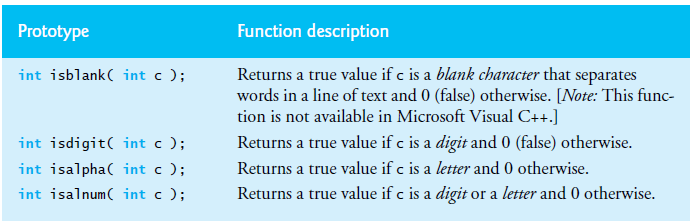 Prototype Function description
int isblank( int c ); Returns a true value if c is a blank character that separates
words in a line of text and 0 (false) otherwise. [Note: This func-
tion is not available in Microsoft Visual C++.]
int isdigit( int c ); Returns a true value if c is a digit and 0 (false) otherwise.
int isalpha( int c ); Returns a true value if c is a letter and 0 otherwise.
int isalnum( int c ); Returns a true value if c is a digit or a letter and 0 otherwise.